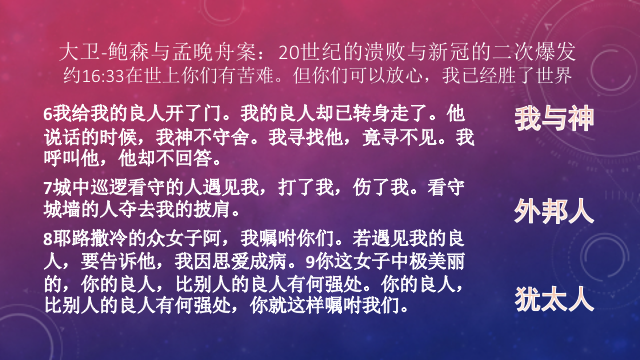 大卫-鲍森与孟晚舟案：20世纪的溃败与新冠的二次爆发
约16:33在世上你们有苦难。但你们可以放心，我已经胜了世界
6我给我的良人开了门。我的良人却已转身走了。他
说话的时候，我神不守舍。我寻找他，竟寻不见。我
呼叫他，他却不回答。
7城中巡逻看守的人遇见我，打了我，伤了我。看守
城墙的人夺去我的披肩。
8耶路撒冷的众女子阿，我嘱咐你们。若遇见我的良
人，要告诉他，我因思爱成病。9你这女子中极美丽
的，你的良人，比别人的良人有何强处。你的良人，
比别人的良人有何强处，你就这样嘱咐我们。
我与神
外邦人
犹太人